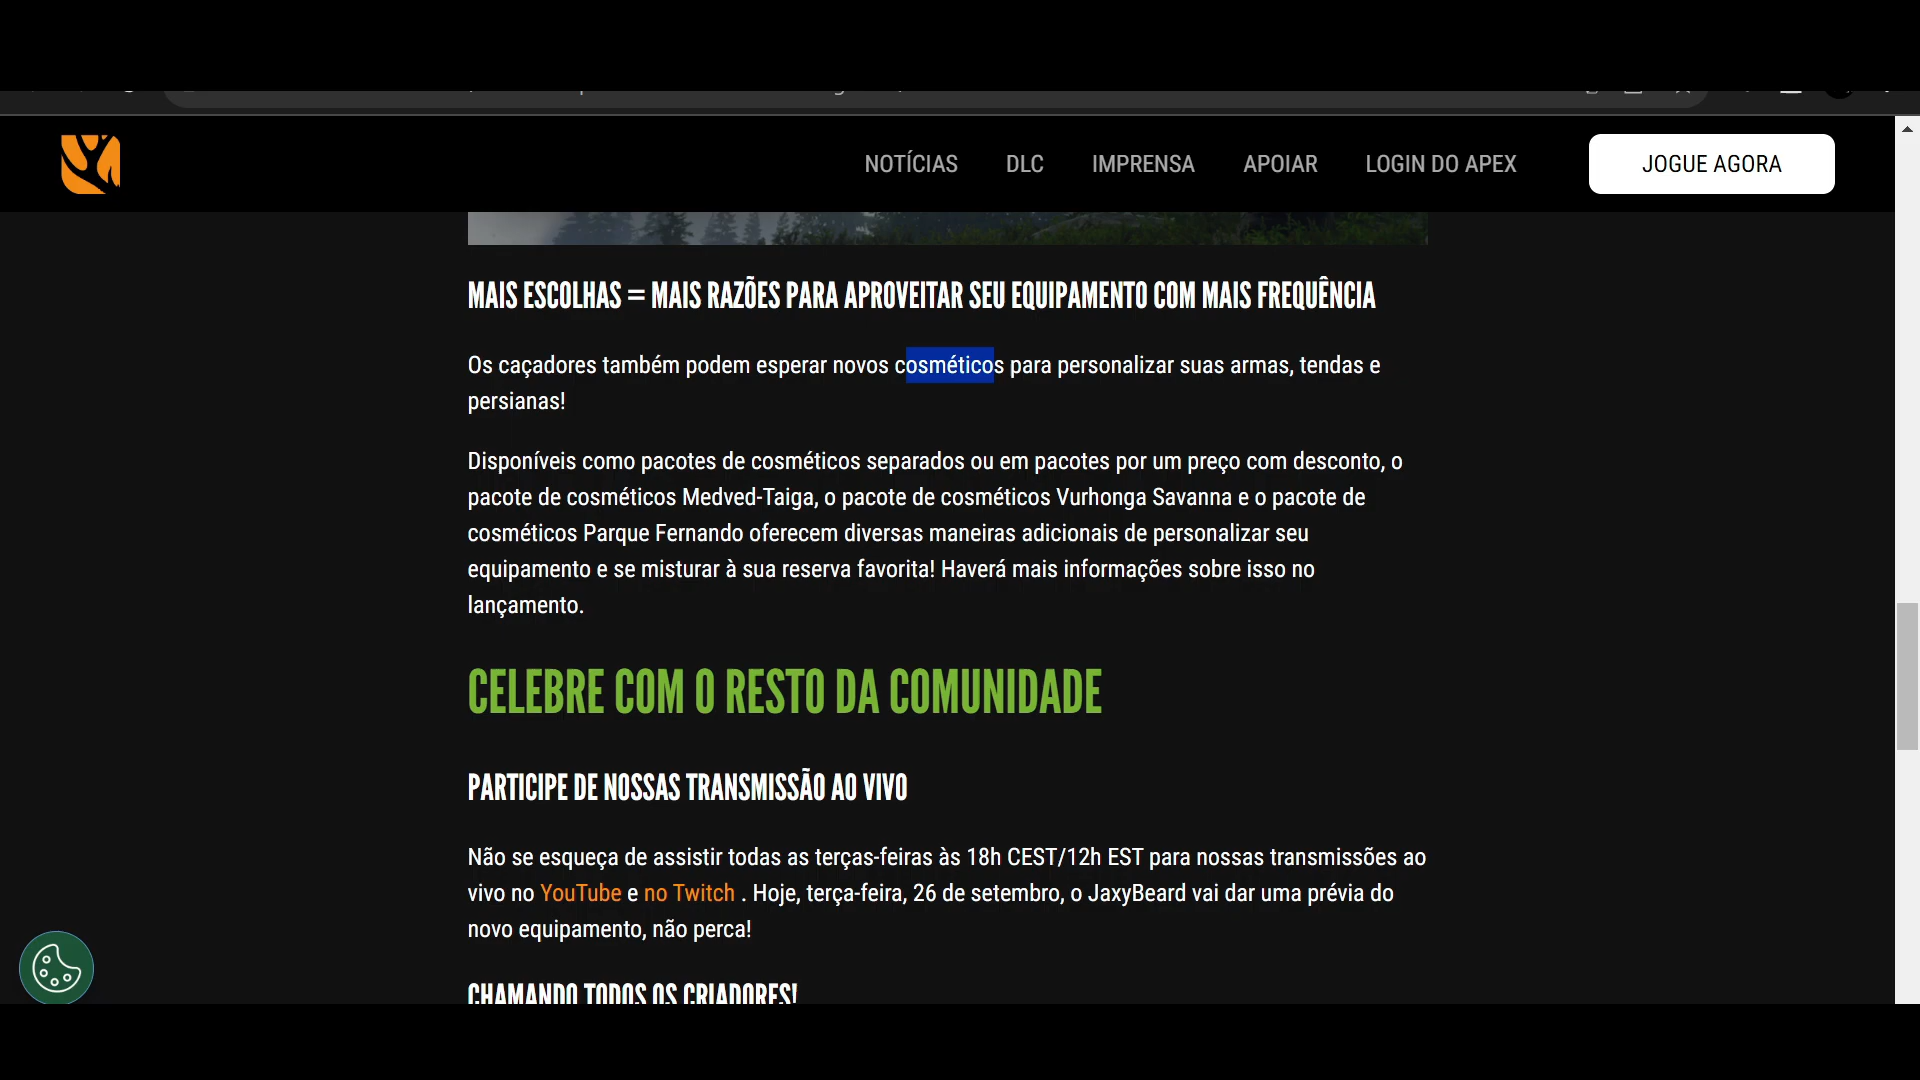 NOTÍCIAS DLC IMPRENSA APOIAR LOGIN DO APEX JOGUE AGORA
MAIS ESCOLHAS = MAIS RAZÕES PARA APROVEITAR SEU EQUIPAMENTO COM MAIS FREQUÊNCIA
Os caçadores também podem esperar novos cosméticos para personalizar suas armas, tendas e
persianas!
Disponíveis como pacotes de cosméticos separados ou em pacotes por um preço com desconto, o
pacote de cosméticos Medved-Taiga, o pacote de cosméticos Vurhonga Savanna e o pacote de
cosméticos Parque Fernando oferecem diversas maneiras adicionais de personalizar seu
equipamento e se misturar à sua reserva favorita! Haverá mais informações sobre isso no
lançamento.
CELEBRE COM O RESTO DA COMUNIDADE
PARTICIPE DE NOSSAS TRANSMISSÃO AO VIVO
Não se esqueça de assistir todas as terças-feiras às 18h CEST/12h EST para nossas transmissões ao
vivo no YouTube e no Twitch . Hoje, terça-feira, 26 de setembro, o JaxyBeard vai dar uma prévia do
novo equipamento, não perca!
CHAMANDO TODOS OS CRIADORES!